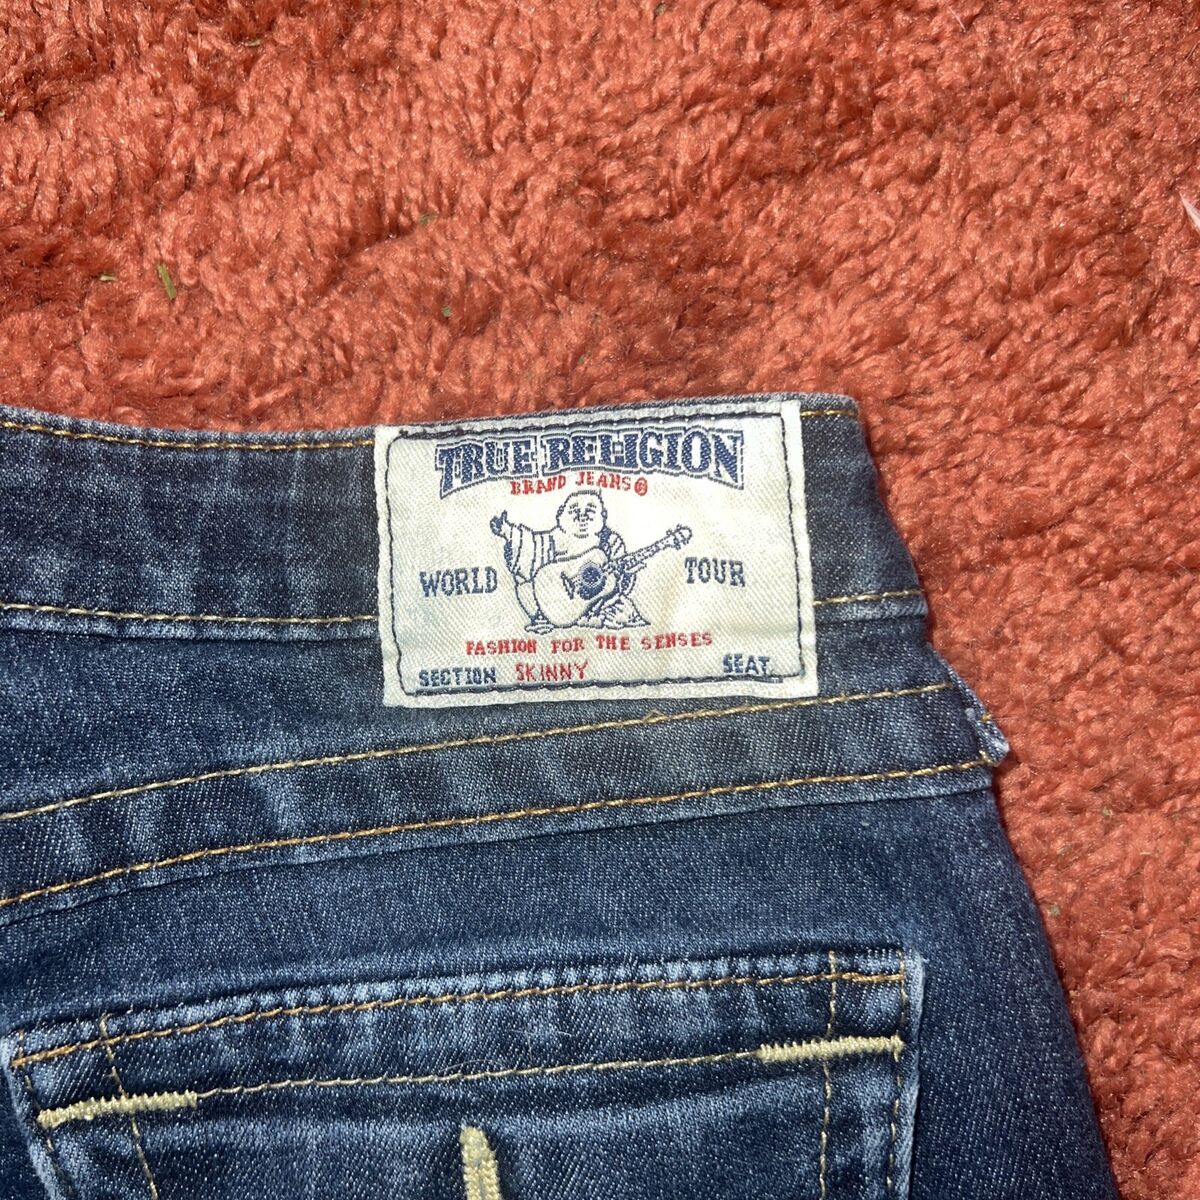 TRUE RELIGION
BRAND JEANS®
WORLD TOUR
FASHION FOR THE SENSES
SECTION SKINNY SEAT